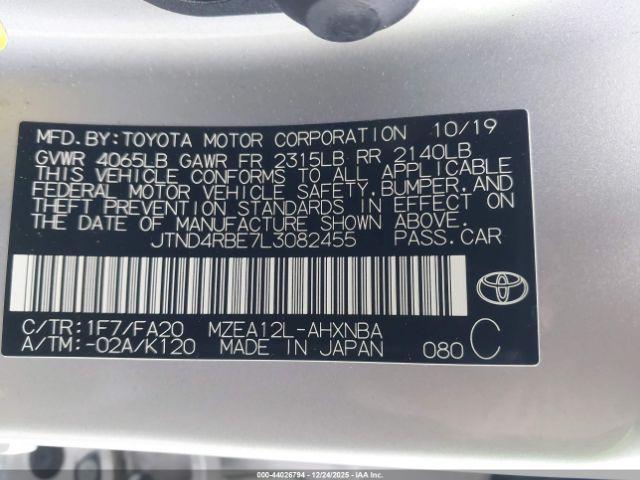 MFD.BY:TOYOTA MOTOR CORPORATION 10/19
GVWR 4065LB GAWR FR 2315LB RR 2140LB
THIS VEHICLE CONFORMS TO ALL APPLICABLE
FEDERAL MOTOR VEHICLE SAFETY,BUMPER,AND
THEFT PREVENTION STANDARDS IN EFFECT ON
THE DATE OF MANUFACTURE SHOWN ABOVE.
JTND4RBE7L3082455 PASS.CAR
C/TR:1F7/FA20 MZEA12L-AHXNBA
A/TM:-02A/K120 MADE IN JAPAN 080 C
© IAAI - 44026794 - 12/24/2025 - IAAI.COM